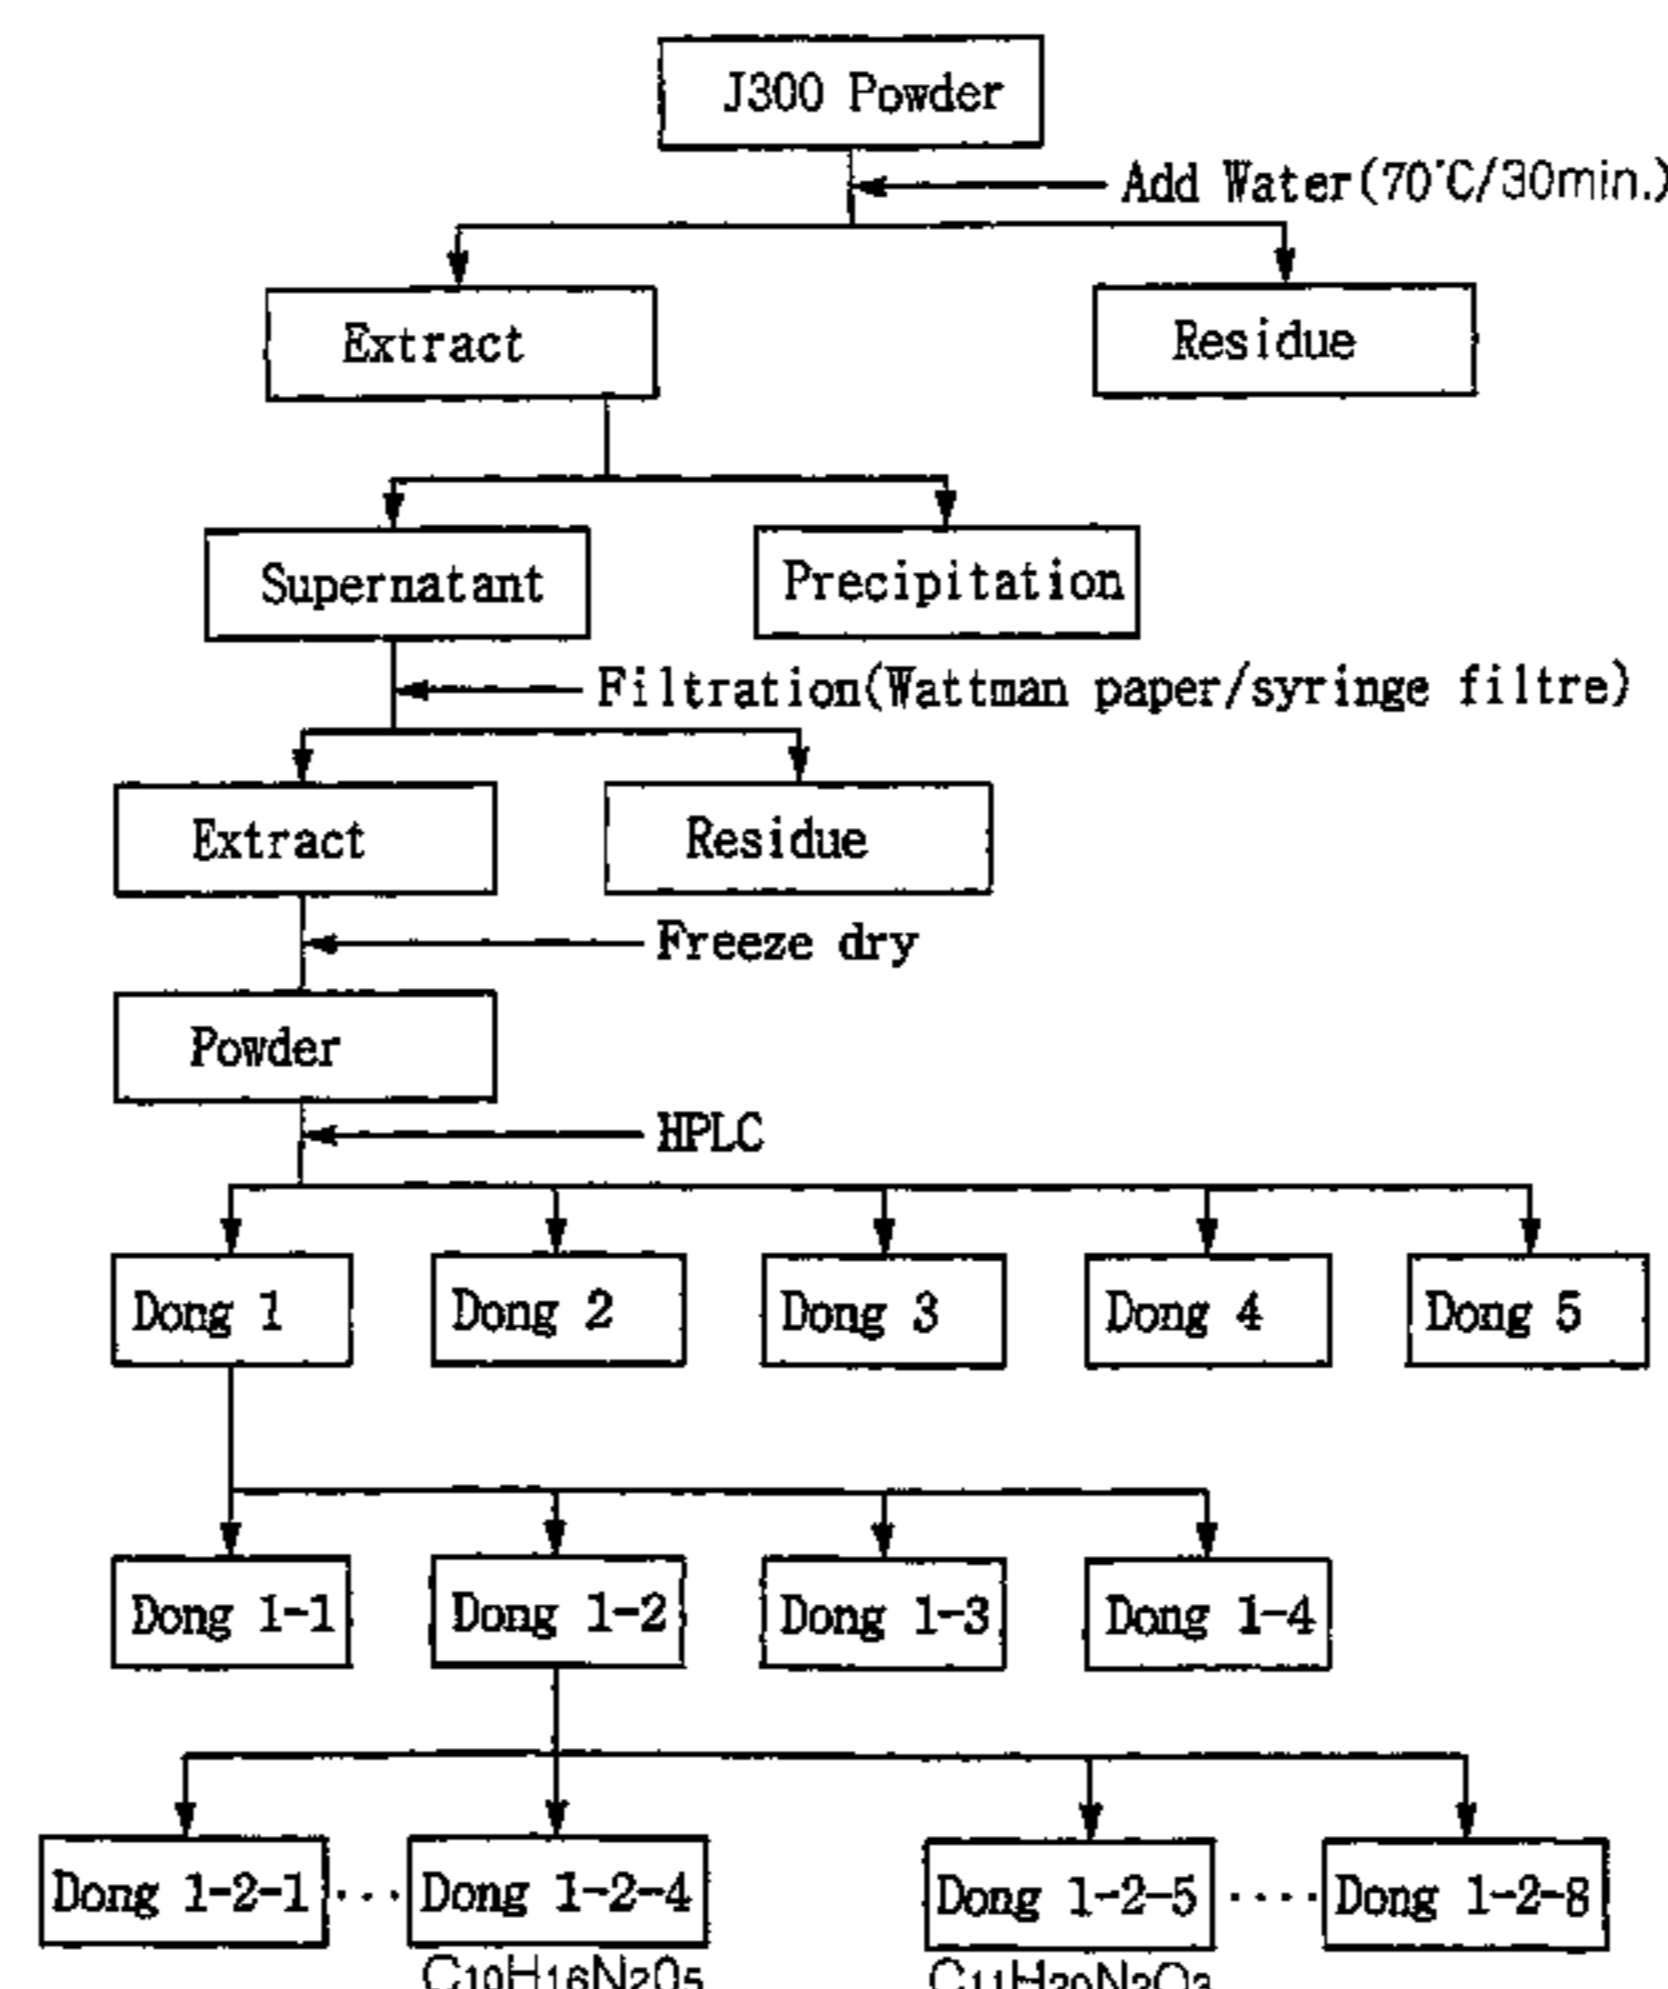 J300 Powder
Add Water(70°C/30min.)
Extract
Residue
Supernatant
Precipitation
Filtration(Wattman paper/syringe filtre)
Extract
Residue
Freeze dry
Powder
HPLC
Dong 1
Dong 2
Dong 3
Dong 4
Dong 5
Dong 1-1
Dong 1-2
Dong 1-3
Dong 1-4
Dong 1-2-1 ... Dong 1-2-4
Dong 1-2-5 .... Dong 1-2-8
C10H16N2O5
C11H20N2O3